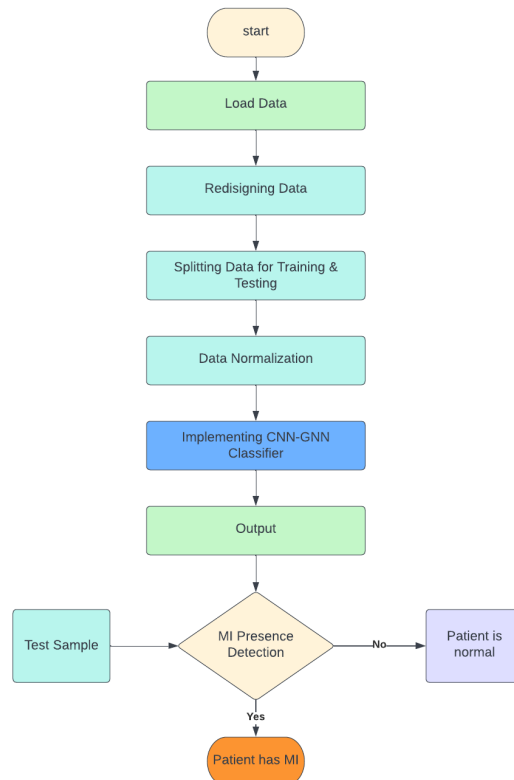 start
Load Data
Redisigning Data
Splitting Data for Training &
Testing
Data Normalization
Implementing CNN-GNN
Classifier
Output
Test Sample
MI Presence
Detection
No
Patient is
normal
Yes
Patient has MI